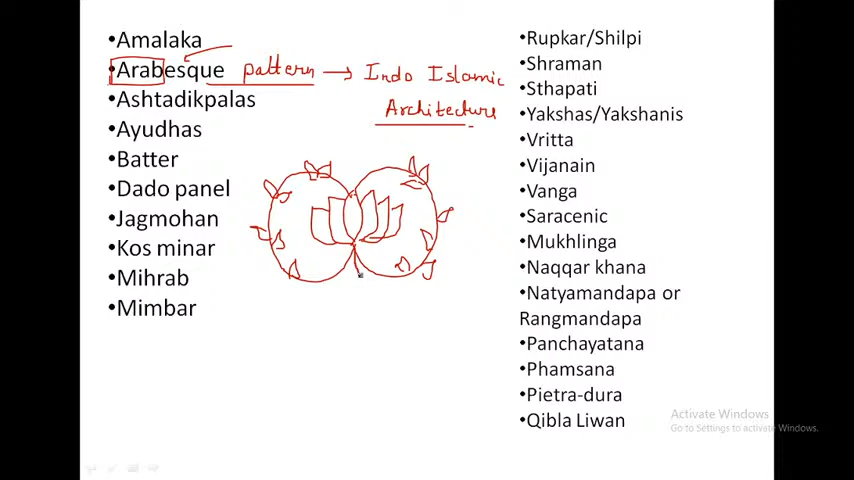 •Amalaka
•Arabesque pattern → Indo Islamic
Architecture
•Ashtadikpalas
•Ayudhas
•Batter
•Dado panel
•Jagmohan
•Kos minar
•Mihrab
•Mimbar
•Rupkar/Shilpi
•Shraman
•Sthapati
•Yakshas/Yakshanis
•Vritta
•Vijanain
•Vanga
•Saracenic
•Mukhlinga
•Naqqar khana
•Natyamandapa or
Rangmandapa
•Panchayatana
•Phamsana
•Pietra-dura
•Qibla Liwan
Activate Windows
Go to Settings to activate Windows.